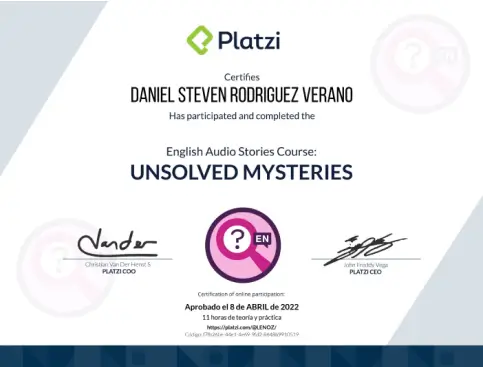 Platzi
Certifies
DANIEL STEVEN RODRIGUEZ VERANO
Has participated and completed the
English Audio Stories Course:
UNSOLVED MYSTERIES
?
EN
Christian Van Der Henst S
PLATZI COO
John Freddy Vega
PLATZI CEO
Certification of online participation:
Aprobado el 8 de ABRIL de 2022
11 horas de teoría y práctica
https://platzi.com/@LENOZ/
Código: